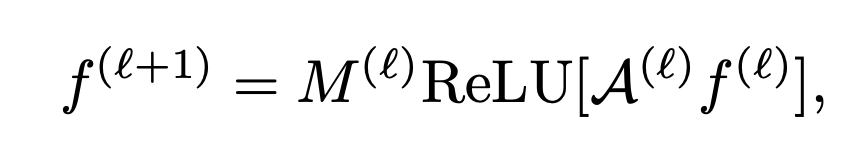 f^{(ℓ+1)} = M^{(ℓ)}ReLU[𝒜^{(ℓ)} f^{(ℓ)}],